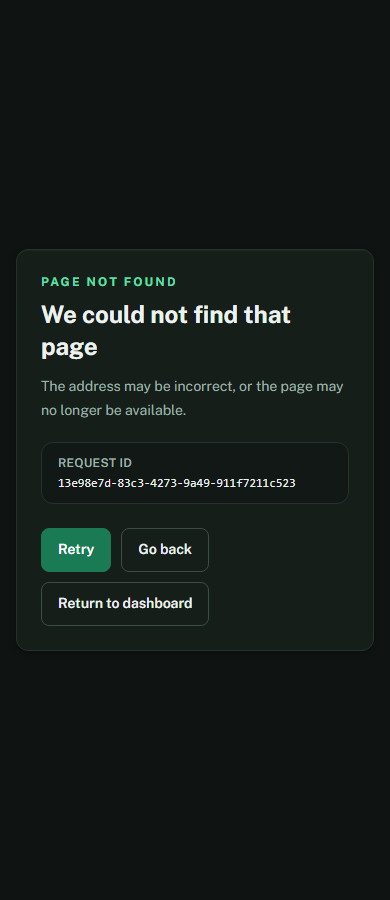 PAGE NOT FOUND
We could not find that
page
The address may be incorrect, or the page may
no longer be available.
REQUEST ID
13e98e7d-83c3-4273-9a49-911f7211c523
Retry
Go back
Return to dashboard